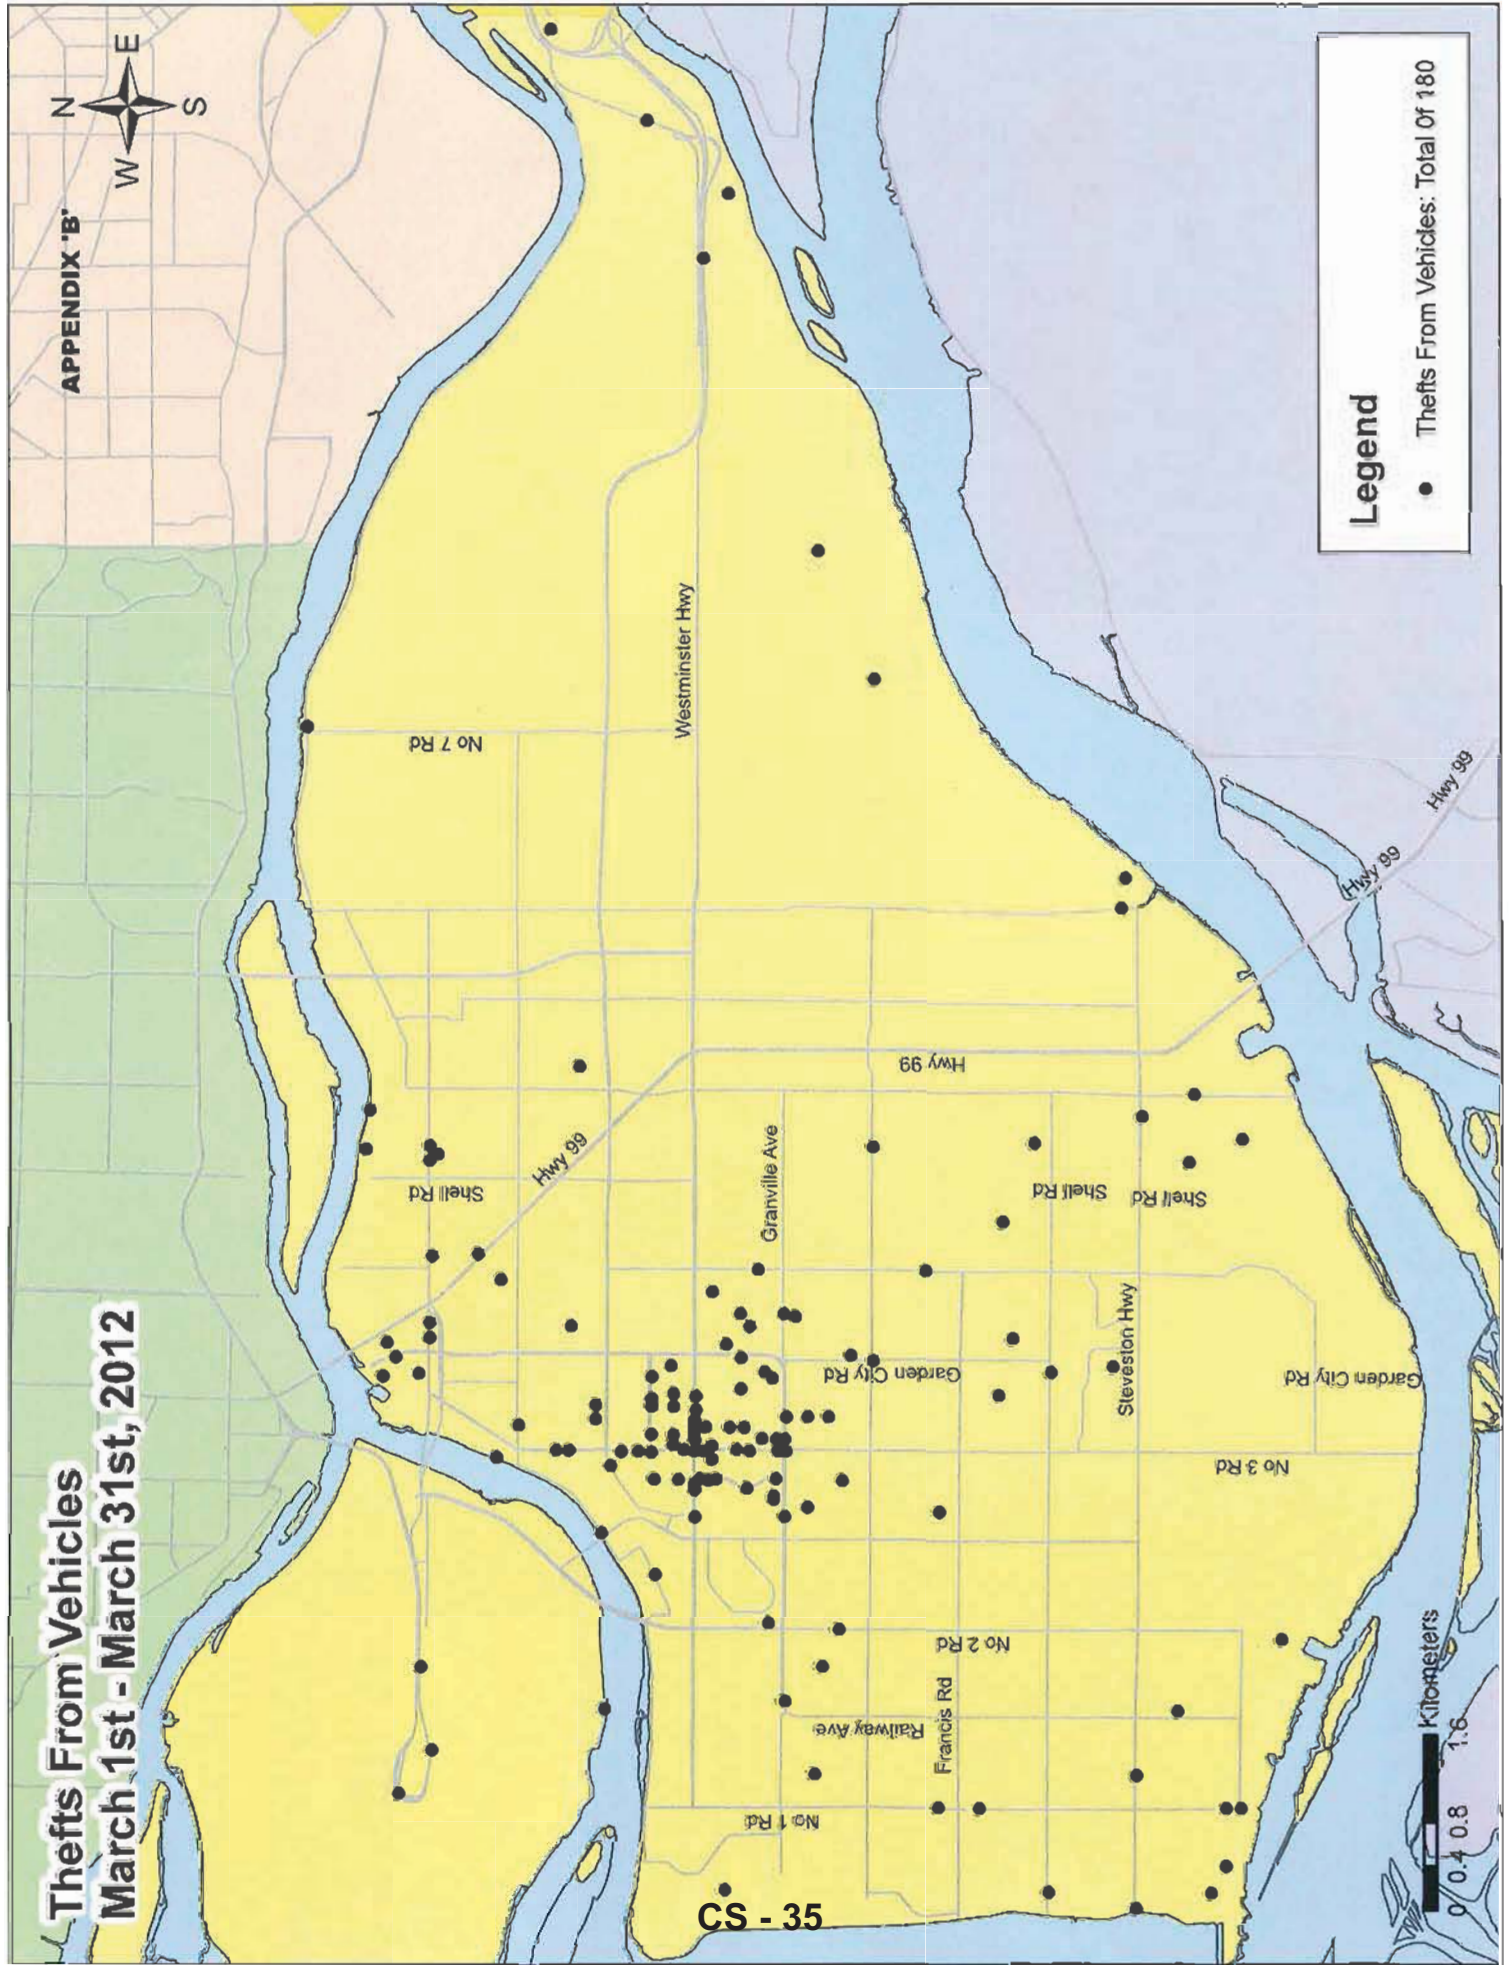 Thefts From Vehicles
March 1st - March 31st, 2012
APPENDIX 'B'
N
W
E
S
Shell Rd
Hwy 99
No 7 Rd
Westminster Hwy
Granville Ave
Hwy 99
No 1 Rd
Railway Ave
Francis Rd
No 2 Rd
Garden City Rd
Shell Rd
Shell Rd
Steveston Hwy
No 3 Rd
Garden City Rd
Hwy 99
Hwy 99
Legend
Thefts From Vehicles: Total Of 180
Kilometers
0 0.4 0.8 1.6
CS - 35